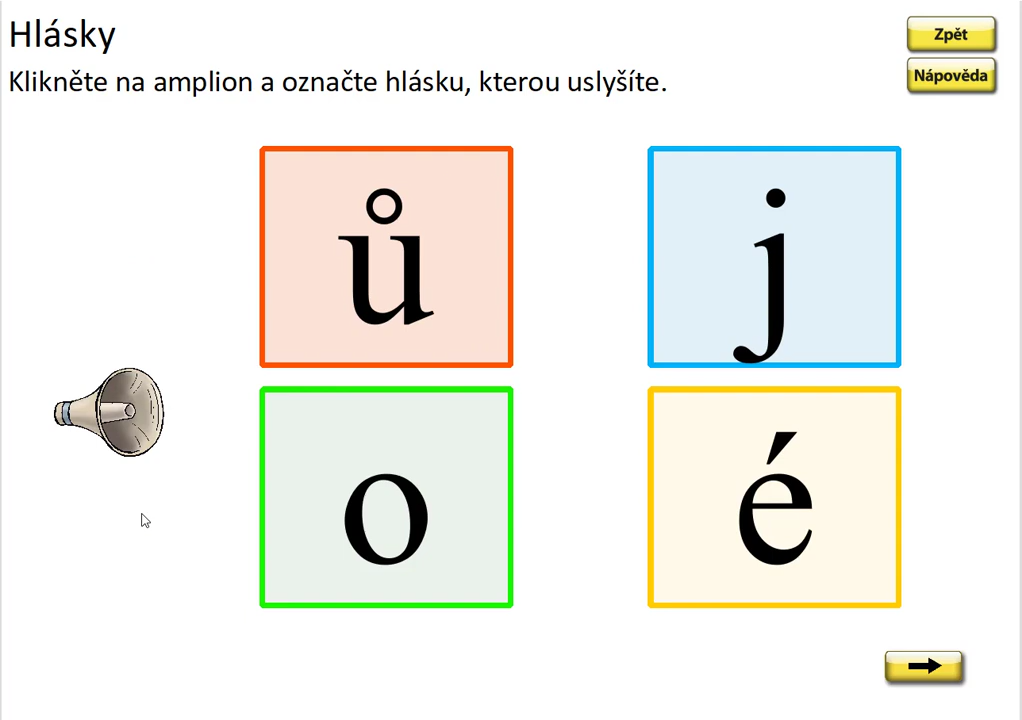 Hlásky
Zpět
Klikněte na amplion a označte hlásku, kterou uslyšíte.
Nápověda
ů
j
o
é